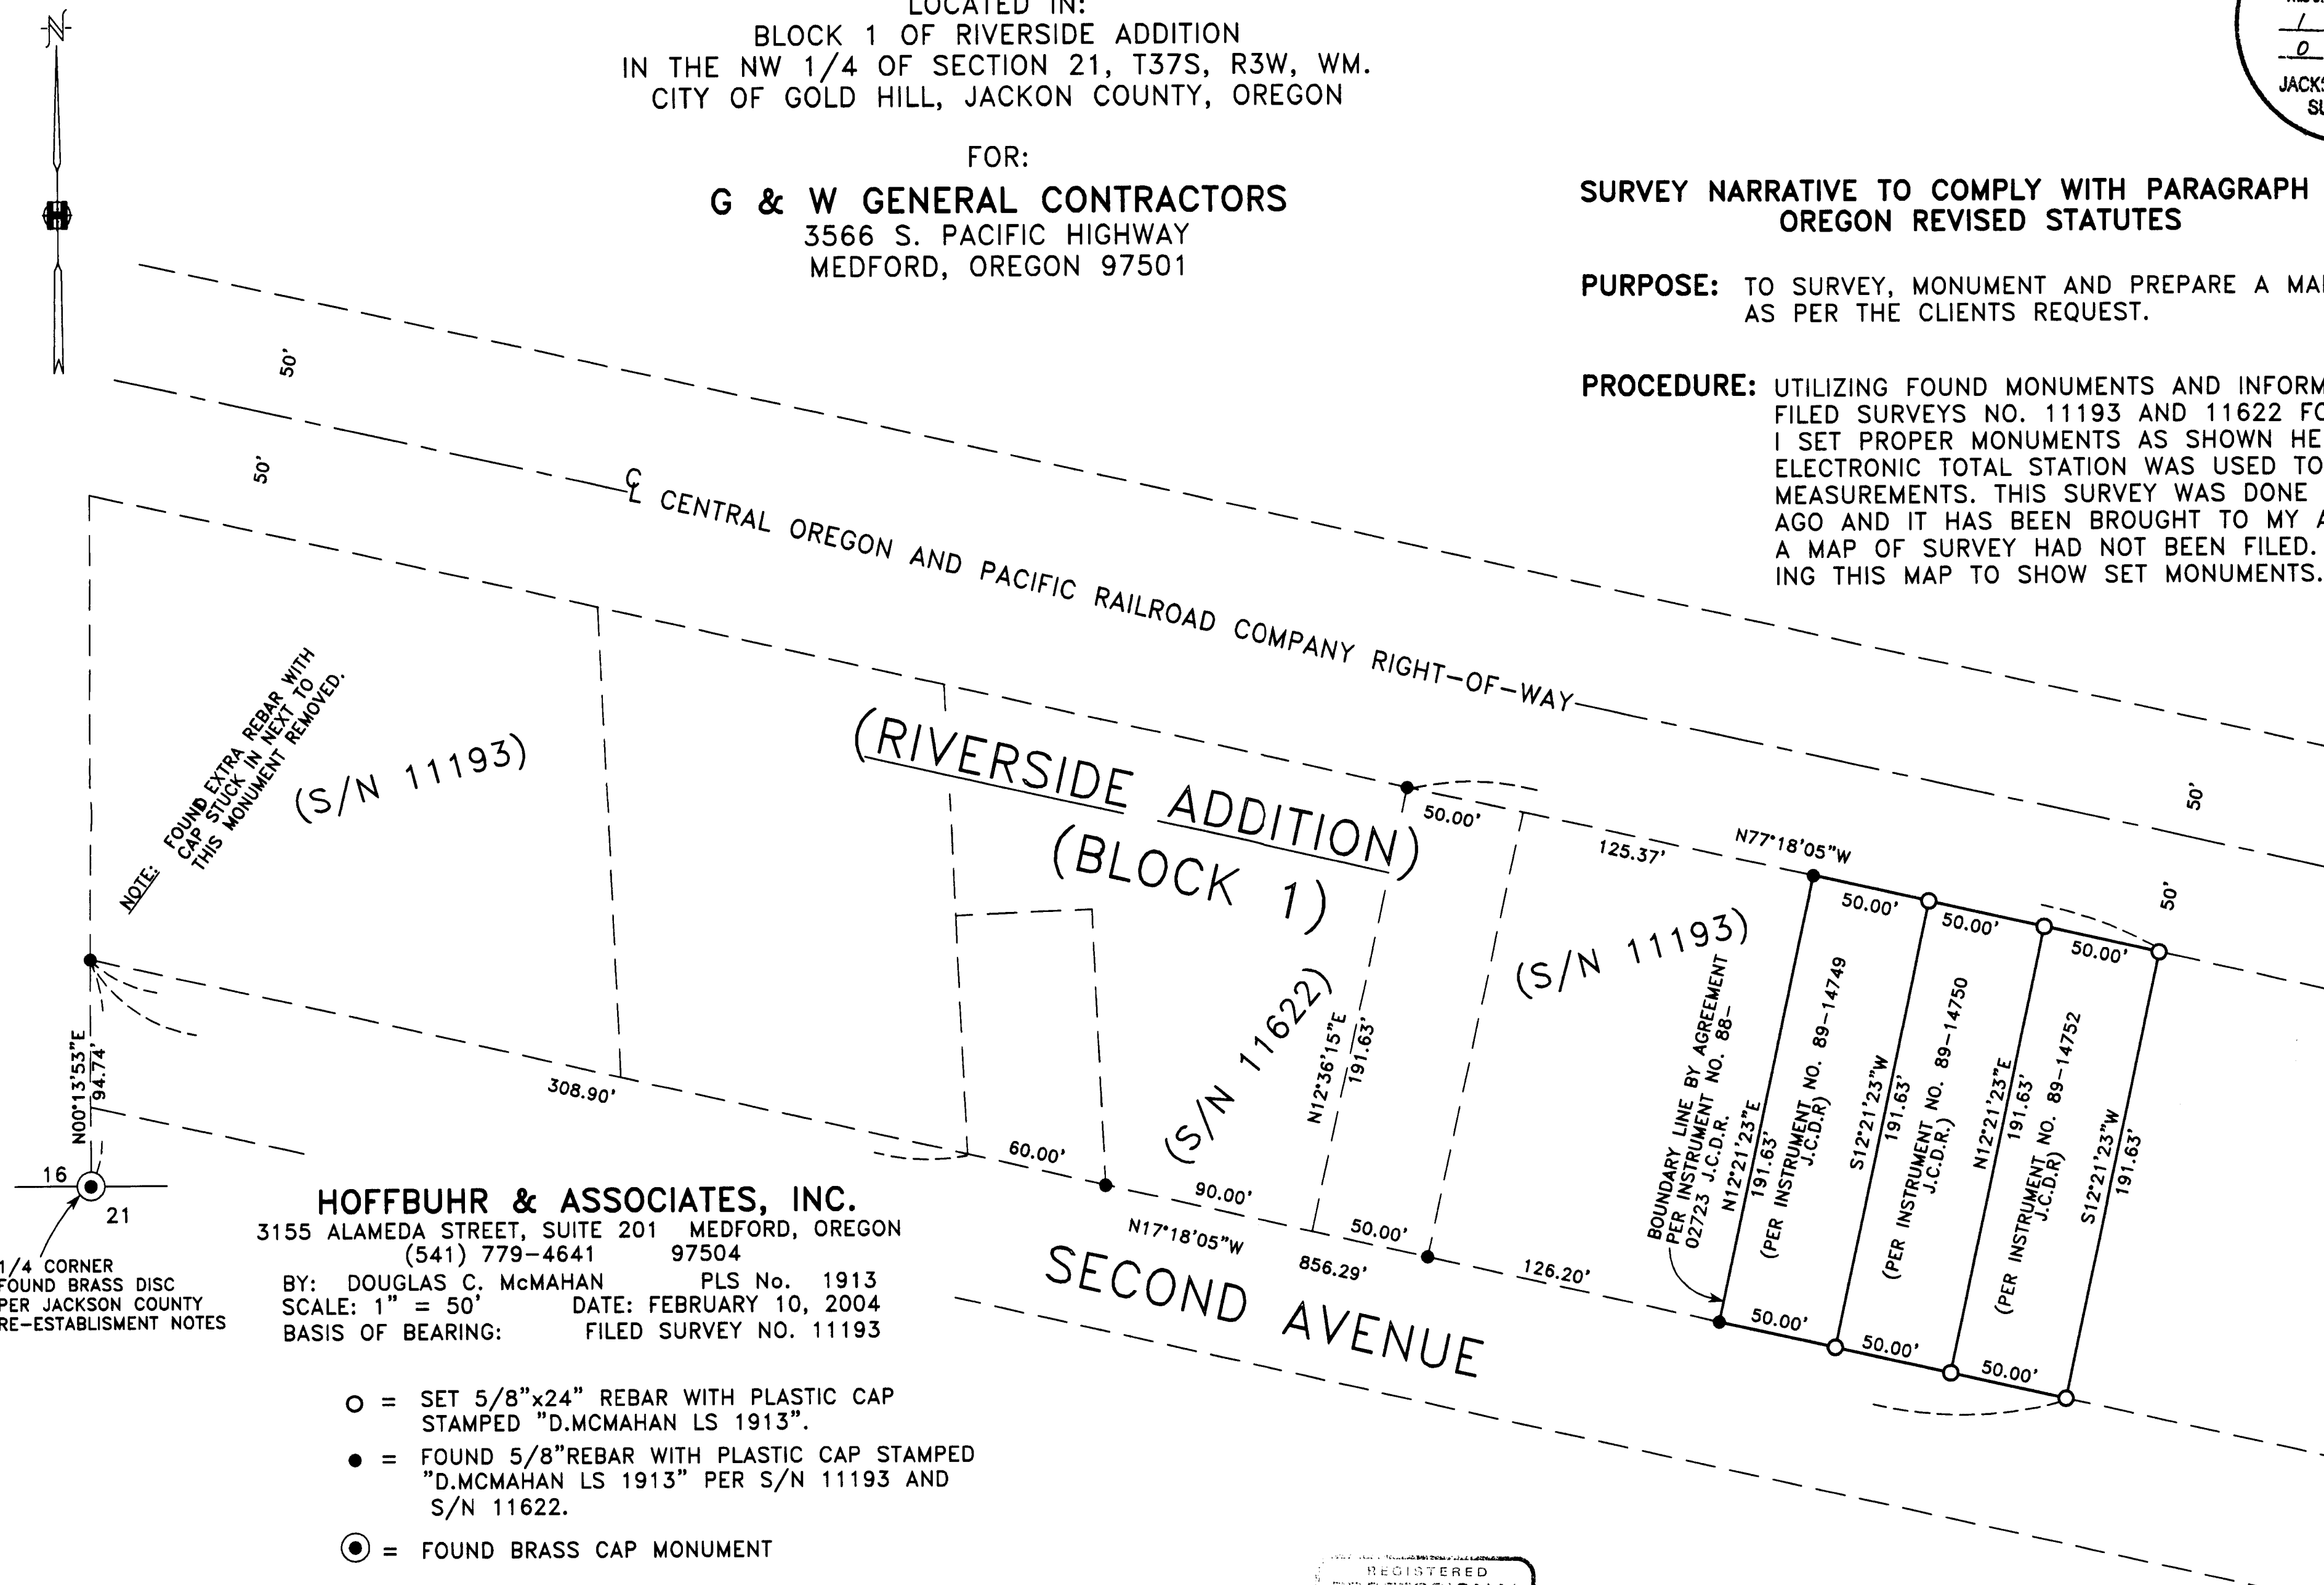 LOCATED IN:
BLOCK 1 OF RIVERSIDE ADDITION
IN THE NW 1/4 OF SECTION 21, T37S, R3W, WM.
CITY OF GOLD HILL, JACKON COUNTY, OREGON
FOR:
G & W GENERAL CONTRACTORS
3566 S. PACIFIC HIGHWAY
MEDFORD, OREGON 97501
N
H
1
0
JACKS
SU
SURVEY NARRATIVE TO COMPLY WITH PARAGRAPH
OREGON REVISED STATUTES
PURPOSE: TO SURVEY, MONUMENT AND PREPARE A MA
AS PER THE CLIENTS REQUEST.
PROCEDURE: UTILIZING FOUND MONUMENTS AND INFORM
FILED SURVEYS NO. 11193 AND 11622 FO
I SET PROPER MONUMENTS AS SHOWN HE
ELECTRONIC TOTAL STATION WAS USED TO
MEASUREMENTS. THIS SURVEY WAS DONE
AGO AND IT HAS BEEN BROUGHT TO MY A
A MAP OF SURVEY HAD NOT BEEN FILED.
ING THIS MAP TO SHOW SET MONUMENTS.
50'
50'
℄ CENTRAL OREGON AND PACIFIC RAILROAD COMPANY RIGHT-OF-WAY
50'
50'
NOTE: FOUND EXTRA REBAR WITH
CAP STUCK IN NEXT TO
THIS MONUMENT REMOVED.
(S/N 11193)
(RIVERSIDE ADDITION)
(BLOCK 1)
50.00'
125.37'
N77°18'05"W
50.00'
50.00'
50.00'
(S/N 11193)
(S/N 11622)
N12°36'15"E
191.63'
BOUNDARY LINE BY AGREEMENT
PER INSTRUMENT NO. 88-
02723 J.C.D.R.
N12°21'23"E
191.63'
(PER INSTRUMENT NO. 89-14749
J.C.D.R)
S12°21'23"W
191.63'
(PER INSTRUMENT NO. 89-14750
J.C.D.R.)
N12°21'23"E
191.63'
(PER INSTRUMENT NO. 89-14752
J.C.D.R)
S12°21'23"W
191.63'
N00°13'53"E
94.74'
308.90'
60.00'
90.00'
50.00'
126.20'
50.00'
50.00'
50.00'
N17°18'05"W
856.29'
SECOND AVENUE
16
21
1/4 CORNER
FOUND BRASS DISC
PER JACKSON COUNTY
RE-ESTABLISMENT NOTES
HOFFBUHR & ASSOCIATES, INC.
3155 ALAMEDA STREET, SUITE 201 MEDFORD, OREGON
(541) 779-4641 97504
BY: DOUGLAS C. McMAHAN PLS No. 1913
SCALE: 1" = 50' DATE: FEBRUARY 10, 2004
BASIS OF BEARING: FILED SURVEY NO. 11193
= SET 5/8"x24" REBAR WITH PLASTIC CAP
STAMPED "D.MCMAHAN LS 1913".
= FOUND 5/8"REBAR WITH PLASTIC CAP STAMPED
"D.MCMAHAN LS 1913" PER S/N 11193 AND
S/N 11622.
= FOUND BRASS CAP MONUMENT
REGISTERED